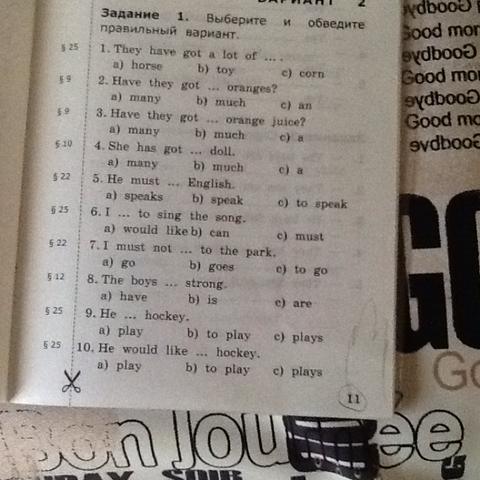 ВАРИАНТ 2
Задание 1. Выберите и обведите
правильный вариант.
§ 25 1. They have got a lot of ... .
a) horse b) toy c) corn
§ 9 2. Have they got ... oranges?
a) many b) much c) an
§ 9 3. Have they got ... orange juice?
a) many b) much c) a
§ 10 4. She has got ... doll.
a) many b) much c) a
§ 22 5. He must ... English.
a) speaks b) speak c) to speak
§ 25 6. I ... to sing the song.
a) would like b) can c) must
§ 22 7. I must not ... to the park.
a) go b) goes c) to go
§ 12 8. The boys ... strong.
a) have b) is c) are
§ 25 9. He ... hockey.
a) play b) to play c) plays
§ 25 10. He would like ... hockey.
a) play b) to play c) plays
11
Goodbye
Good mor
Goodbye
Good mor
Goodbye
Good mo
Goodbye
GO
Go
Bon Jou
SOIR